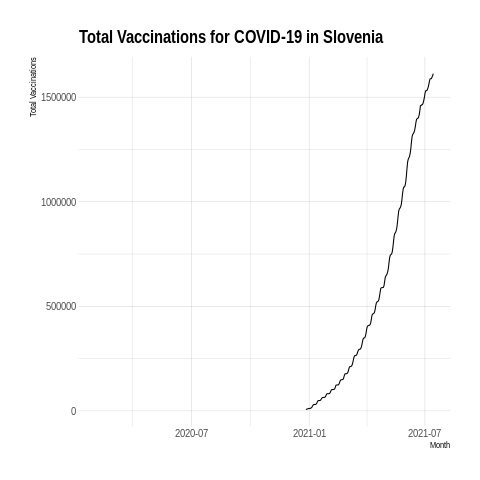 Total Vaccinations for COVID-19 in Slovenia
Total Vaccinations
1500000
1000000
500000
0
2020-07
2021-01
2021-07
Month